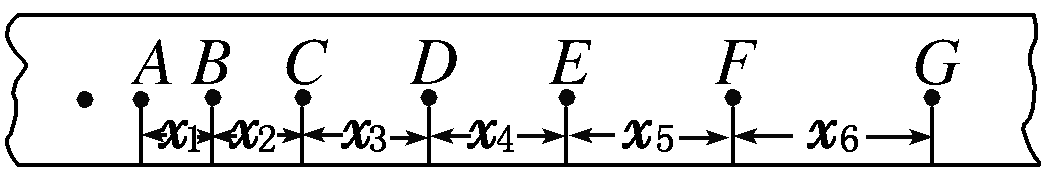 A B C D E F G
x₁ x₂ x₃ x₄ x₅ x₆